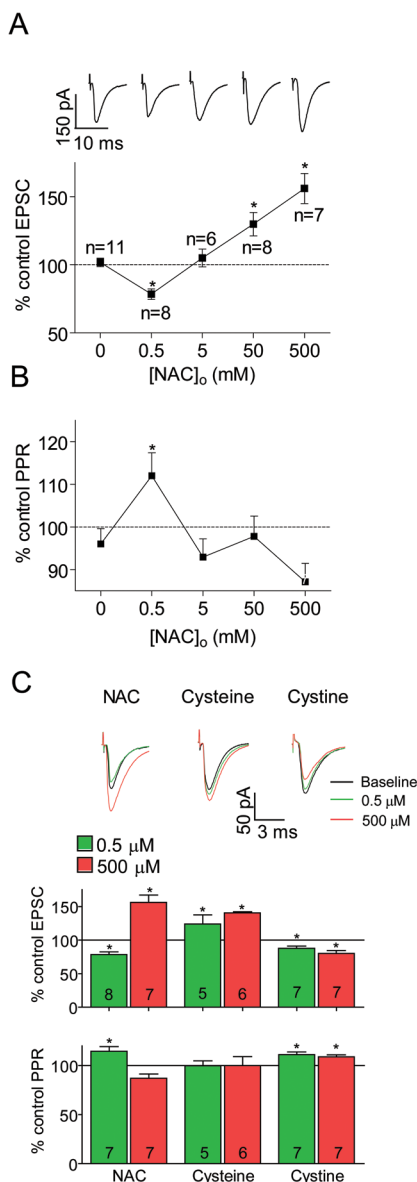 A
150 pA
10 ms
% control EPSC
150
100
50
n=11
*
n=8
n=6
*
n=8
*
n=7
0 0.5 5 50 500
[NAC]o (mM)
B
% control PPR
120
110
100
90
*
0 0.5 5 50 500
[NAC]o (mM)
C
NAC Cysteine Cystine
50 pA
3 ms
Baseline
0.5 µM
500 µM
0.5 µM
500 µM
% control EPSC
150
100
50
0
* * * * * *
8 7 5 6 7 7
% control PPR
100
50
0
* * *
7 7 5 6 7 7
NAC Cysteine Cystine